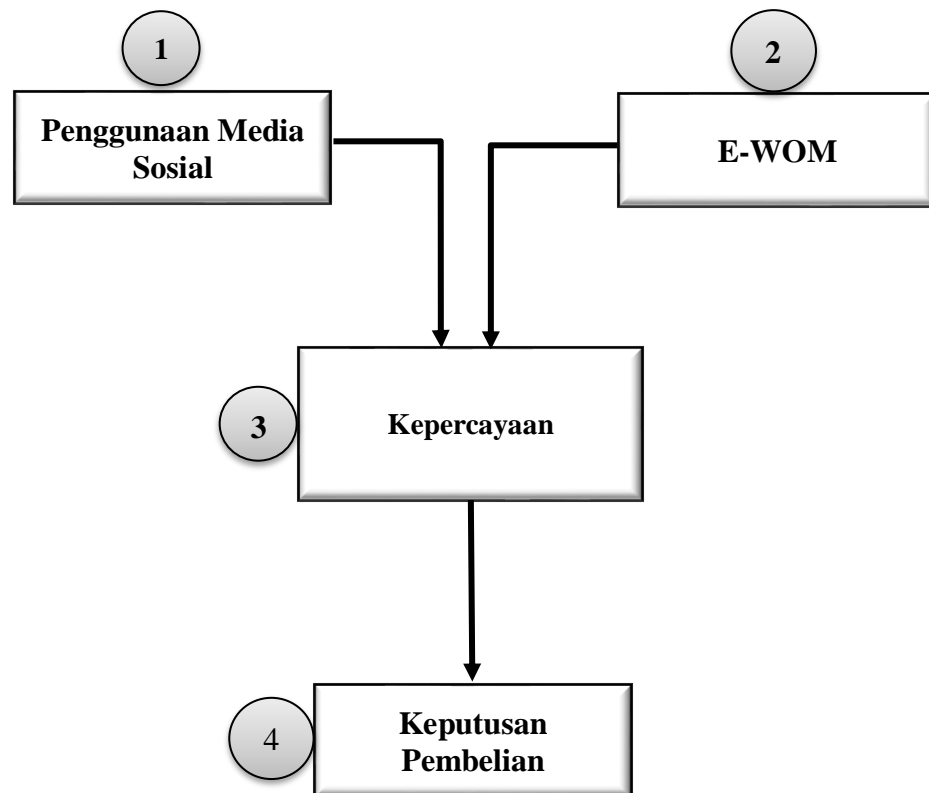 1
2
Penggunaan Media
Sosial
E-WOM
3
Kepercayaan
4
Keputusan
Pembelian